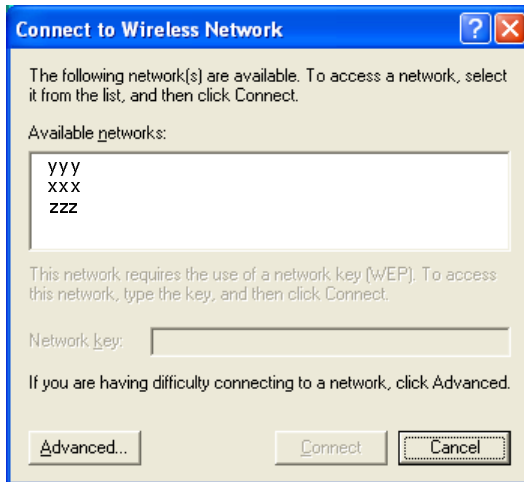 Connect to Wireless Network
The following network(s) are available. To access a network, select
it from the list, and then click Connect.
Available networks:
yyy
xxx
zzz
This network requires the use of a network key (WEP). To access
this network, type the key, and then click Connect.
Network key:
If you are having difficulty connecting to a network, click Advanced.
Advanced... Connect Cancel